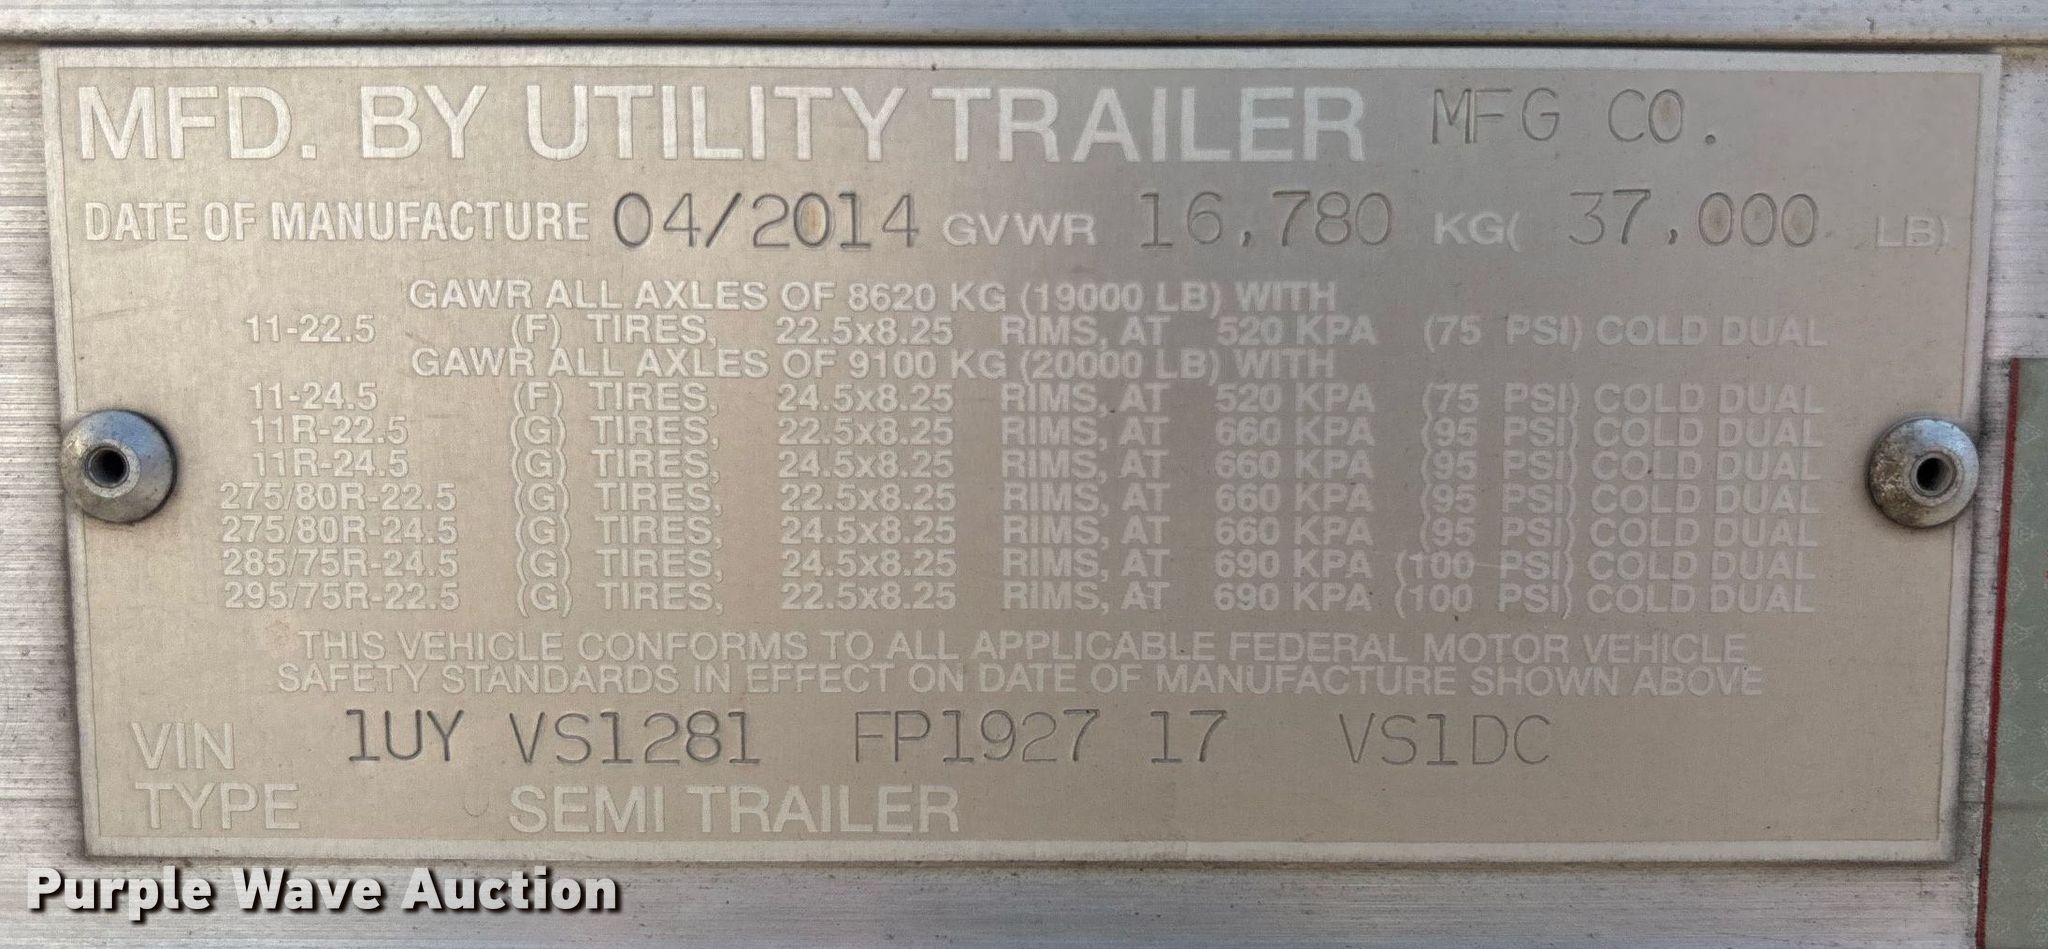 MFD. BY UTILITY TRAILER MFG CO.
DATE OF MANUFACTURE 04/2014 GVWR 16,780 KG( 37,000 LB)
GAWR ALL AXLES OF 8620 KG (19000 LB) WITH
11-22.5 (F) TIRES, 22.5x8.25 RIMS, AT 520 KPA (75 PSI) COLD DUAL
GAWR ALL AXLES OF 9100 KG (20000 LB) WITH
11-24.5 (F) TIRES, 24.5x8.25 RIMS, AT 520 KPA (75 PSI) COLD DUAL
11R-22.5 (G) TIRES, 22.5x8.25 RIMS, AT 660 KPA (95 PSI) COLD DUAL
11R-24.5 (G) TIRES, 24.5x8.25 RIMS, AT 660 KPA (95 PSI) COLD DUAL
275/80R-22.5 (G) TIRES, 22.5x8.25 RIMS, AT 660 KPA (95 PSI) COLD DUAL
275/80R-24.5 (G) TIRES, 24.5x8.25 RIMS, AT 660 KPA (95 PSI) COLD DUAL
285/75R-24.5 (G) TIRES, 24.5x8.25 RIMS, AT 690 KPA (100 PSI) COLD DUAL
295/75R-22.5 (G) TIRES, 22.5x8.25 RIMS, AT 690 KPA (100 PSI) COLD DUAL
THIS VEHICLE CONFORMS TO ALL APPLICABLE FEDERAL MOTOR VEHICLE
SAFETY STANDARDS IN EFFECT ON DATE OF MANUFACTURE SHOWN ABOVE
VIN 1UY VS1281 FP1927 17 VS1DC
TYPE SEMI TRAILER
Purple Wave Auction